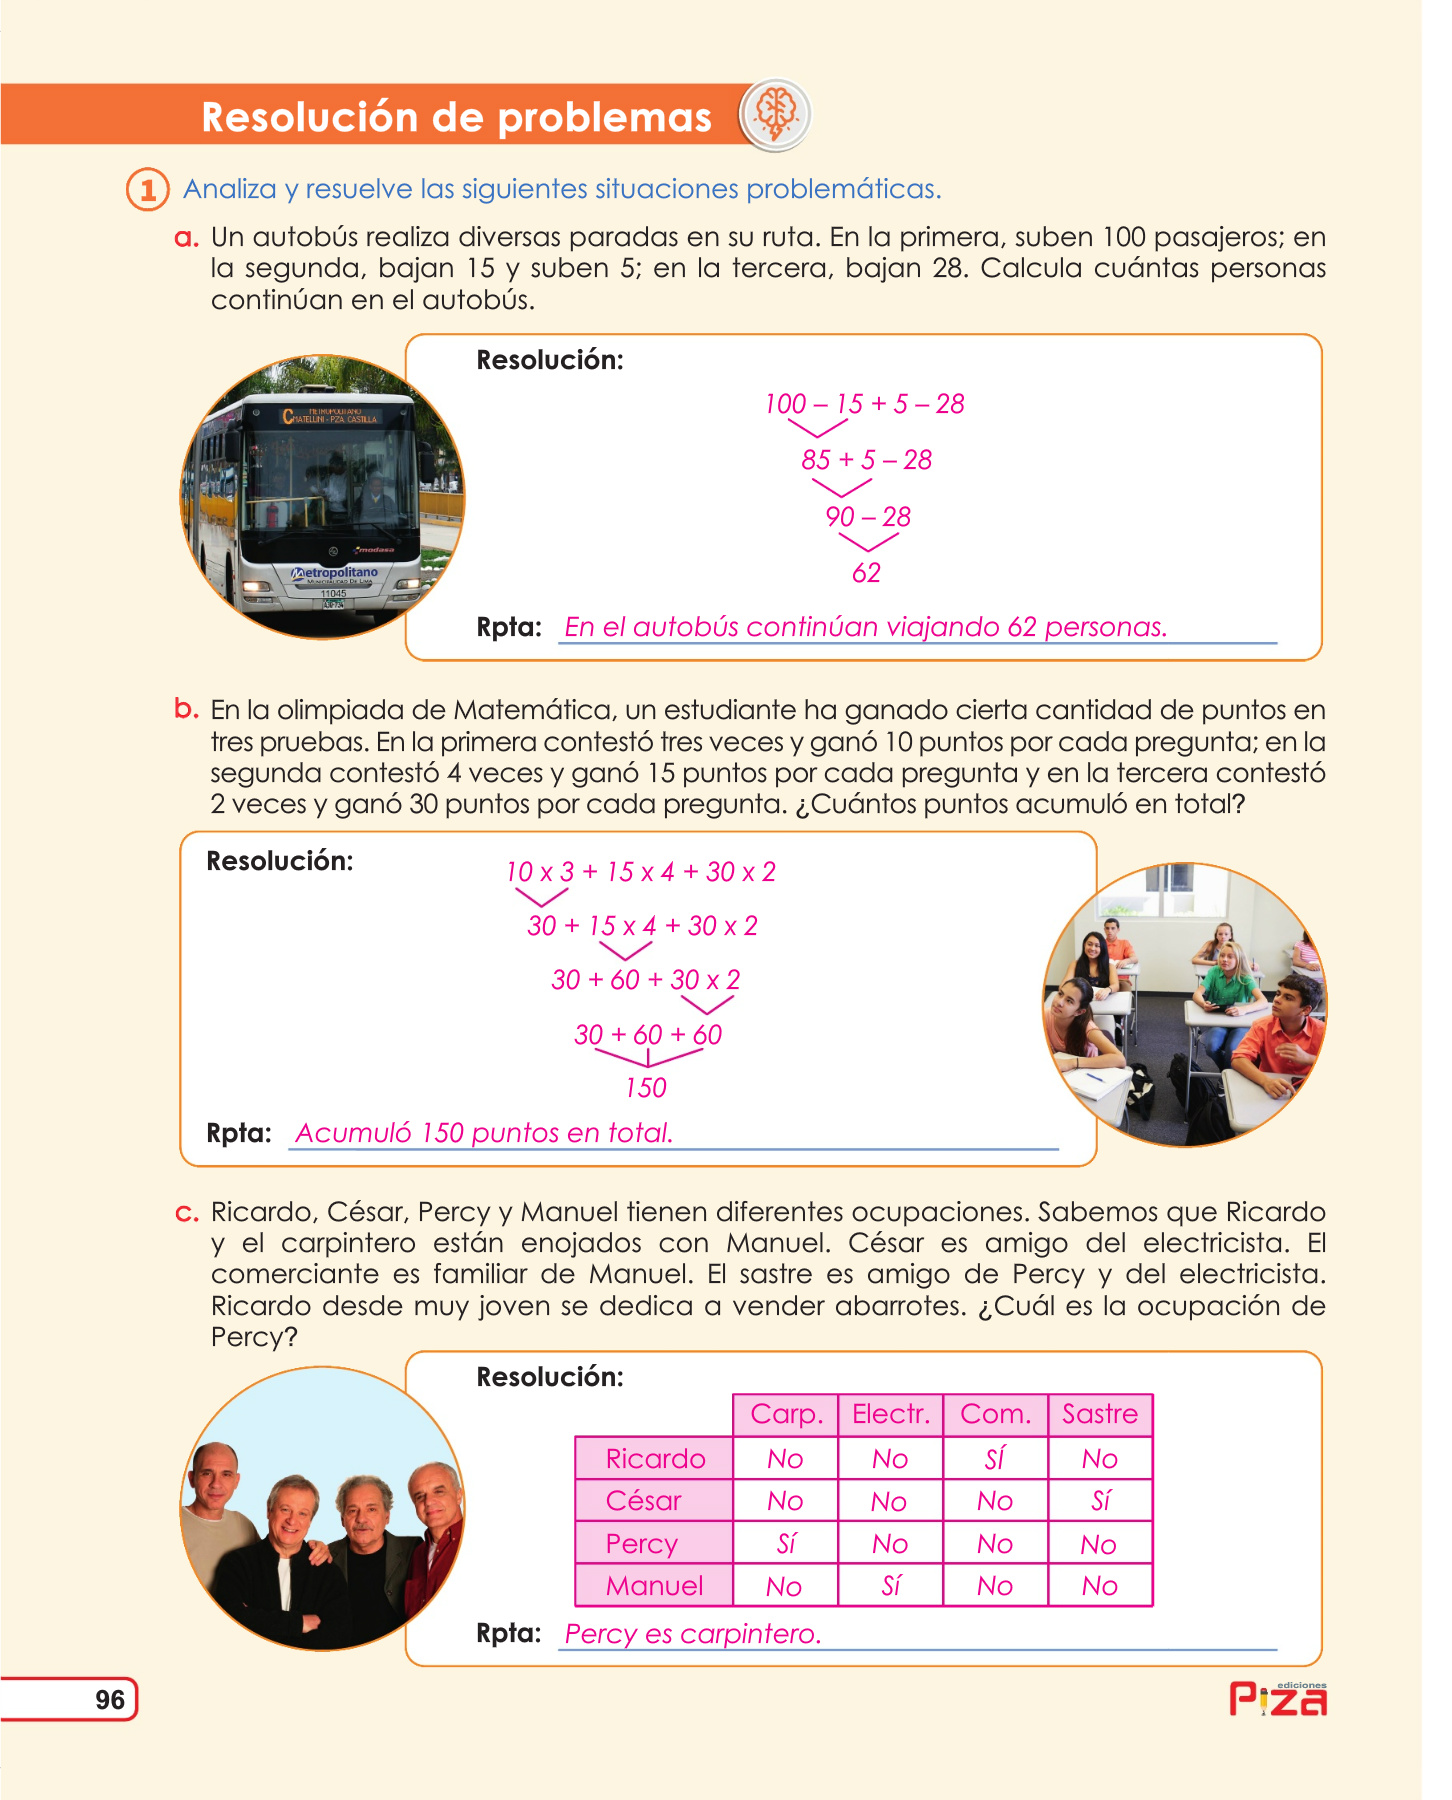 Resolución de problemas
1 Analiza y resuelve las siguientes situaciones problemáticas.
a. Un autobús realiza diversas paradas en su ruta. En la primera, suben 100 pasajeros; en
la segunda, bajan 15 y suben 5; en la tercera, bajan 28. Calcula cuántas personas
continúan en el autobús.
Resolución:
100 – 15 + 5 – 28
85 + 5 – 28
90 – 28
62
Rpta: En el autobús continúan viajando 62 personas.
METROPOLITANO
C MATELLINI - PZA CASTILLA
modasa
Metropolitano
MUNICIPALIDAD DE LIMA
11045
b. En la olimpiada de Matemática, un estudiante ha ganado cierta cantidad de puntos en
tres pruebas. En la primera contestó tres veces y ganó 10 puntos por cada pregunta; en la
segunda contestó 4 veces y ganó 15 puntos por cada pregunta y en la tercera contestó
2 veces y ganó 30 puntos por cada pregunta. ¿Cuántos puntos acumuló en total?
Resolución:
10 x 3 + 15 x 4 + 30 x 2
30 + 15 x 4 + 30 x 2
30 + 60 + 30 x 2
30 + 60 + 60
150
Rpta: Acumuló 150 puntos en total.
c. Ricardo, César, Percy y Manuel tienen diferentes ocupaciones. Sabemos que Ricardo
y el carpintero están enojados con Manuel. César es amigo del electricista. El
comerciante es familiar de Manuel. El sastre es amigo de Percy y del electricista.
Ricardo desde muy joven se dedica a vender abarrotes. ¿Cuál es la ocupación de
Percy?
Resolución:
Carp. Electr. Com. Sastre
Ricardo No No SÍ No
César No No No Sí
Percy Sí No No No
Manuel No Sí No No
Rpta: Percy es carpintero.
96
ediciones
Piza